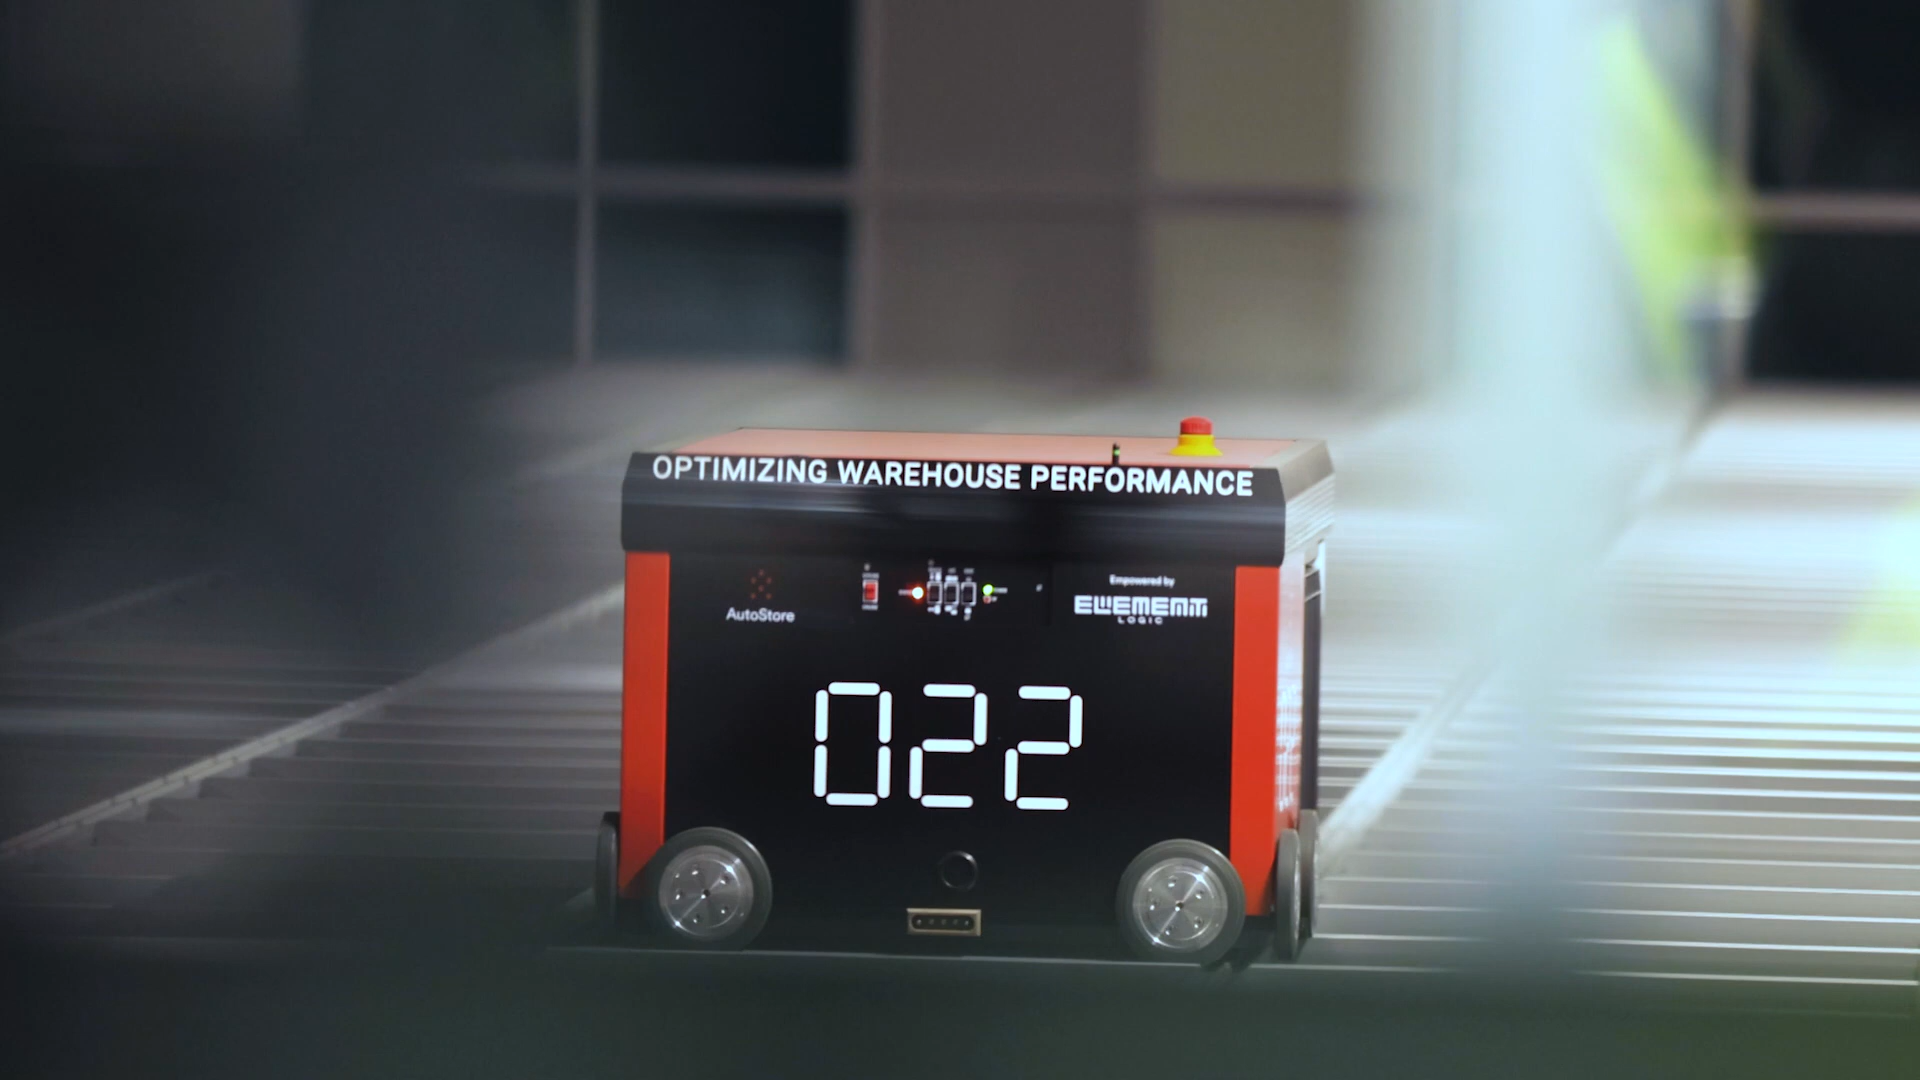 OPTIMIZING WAREHOUSE PERFORMANCE
AutoStore
Empowered by
ELEMENT
LOGIC
022